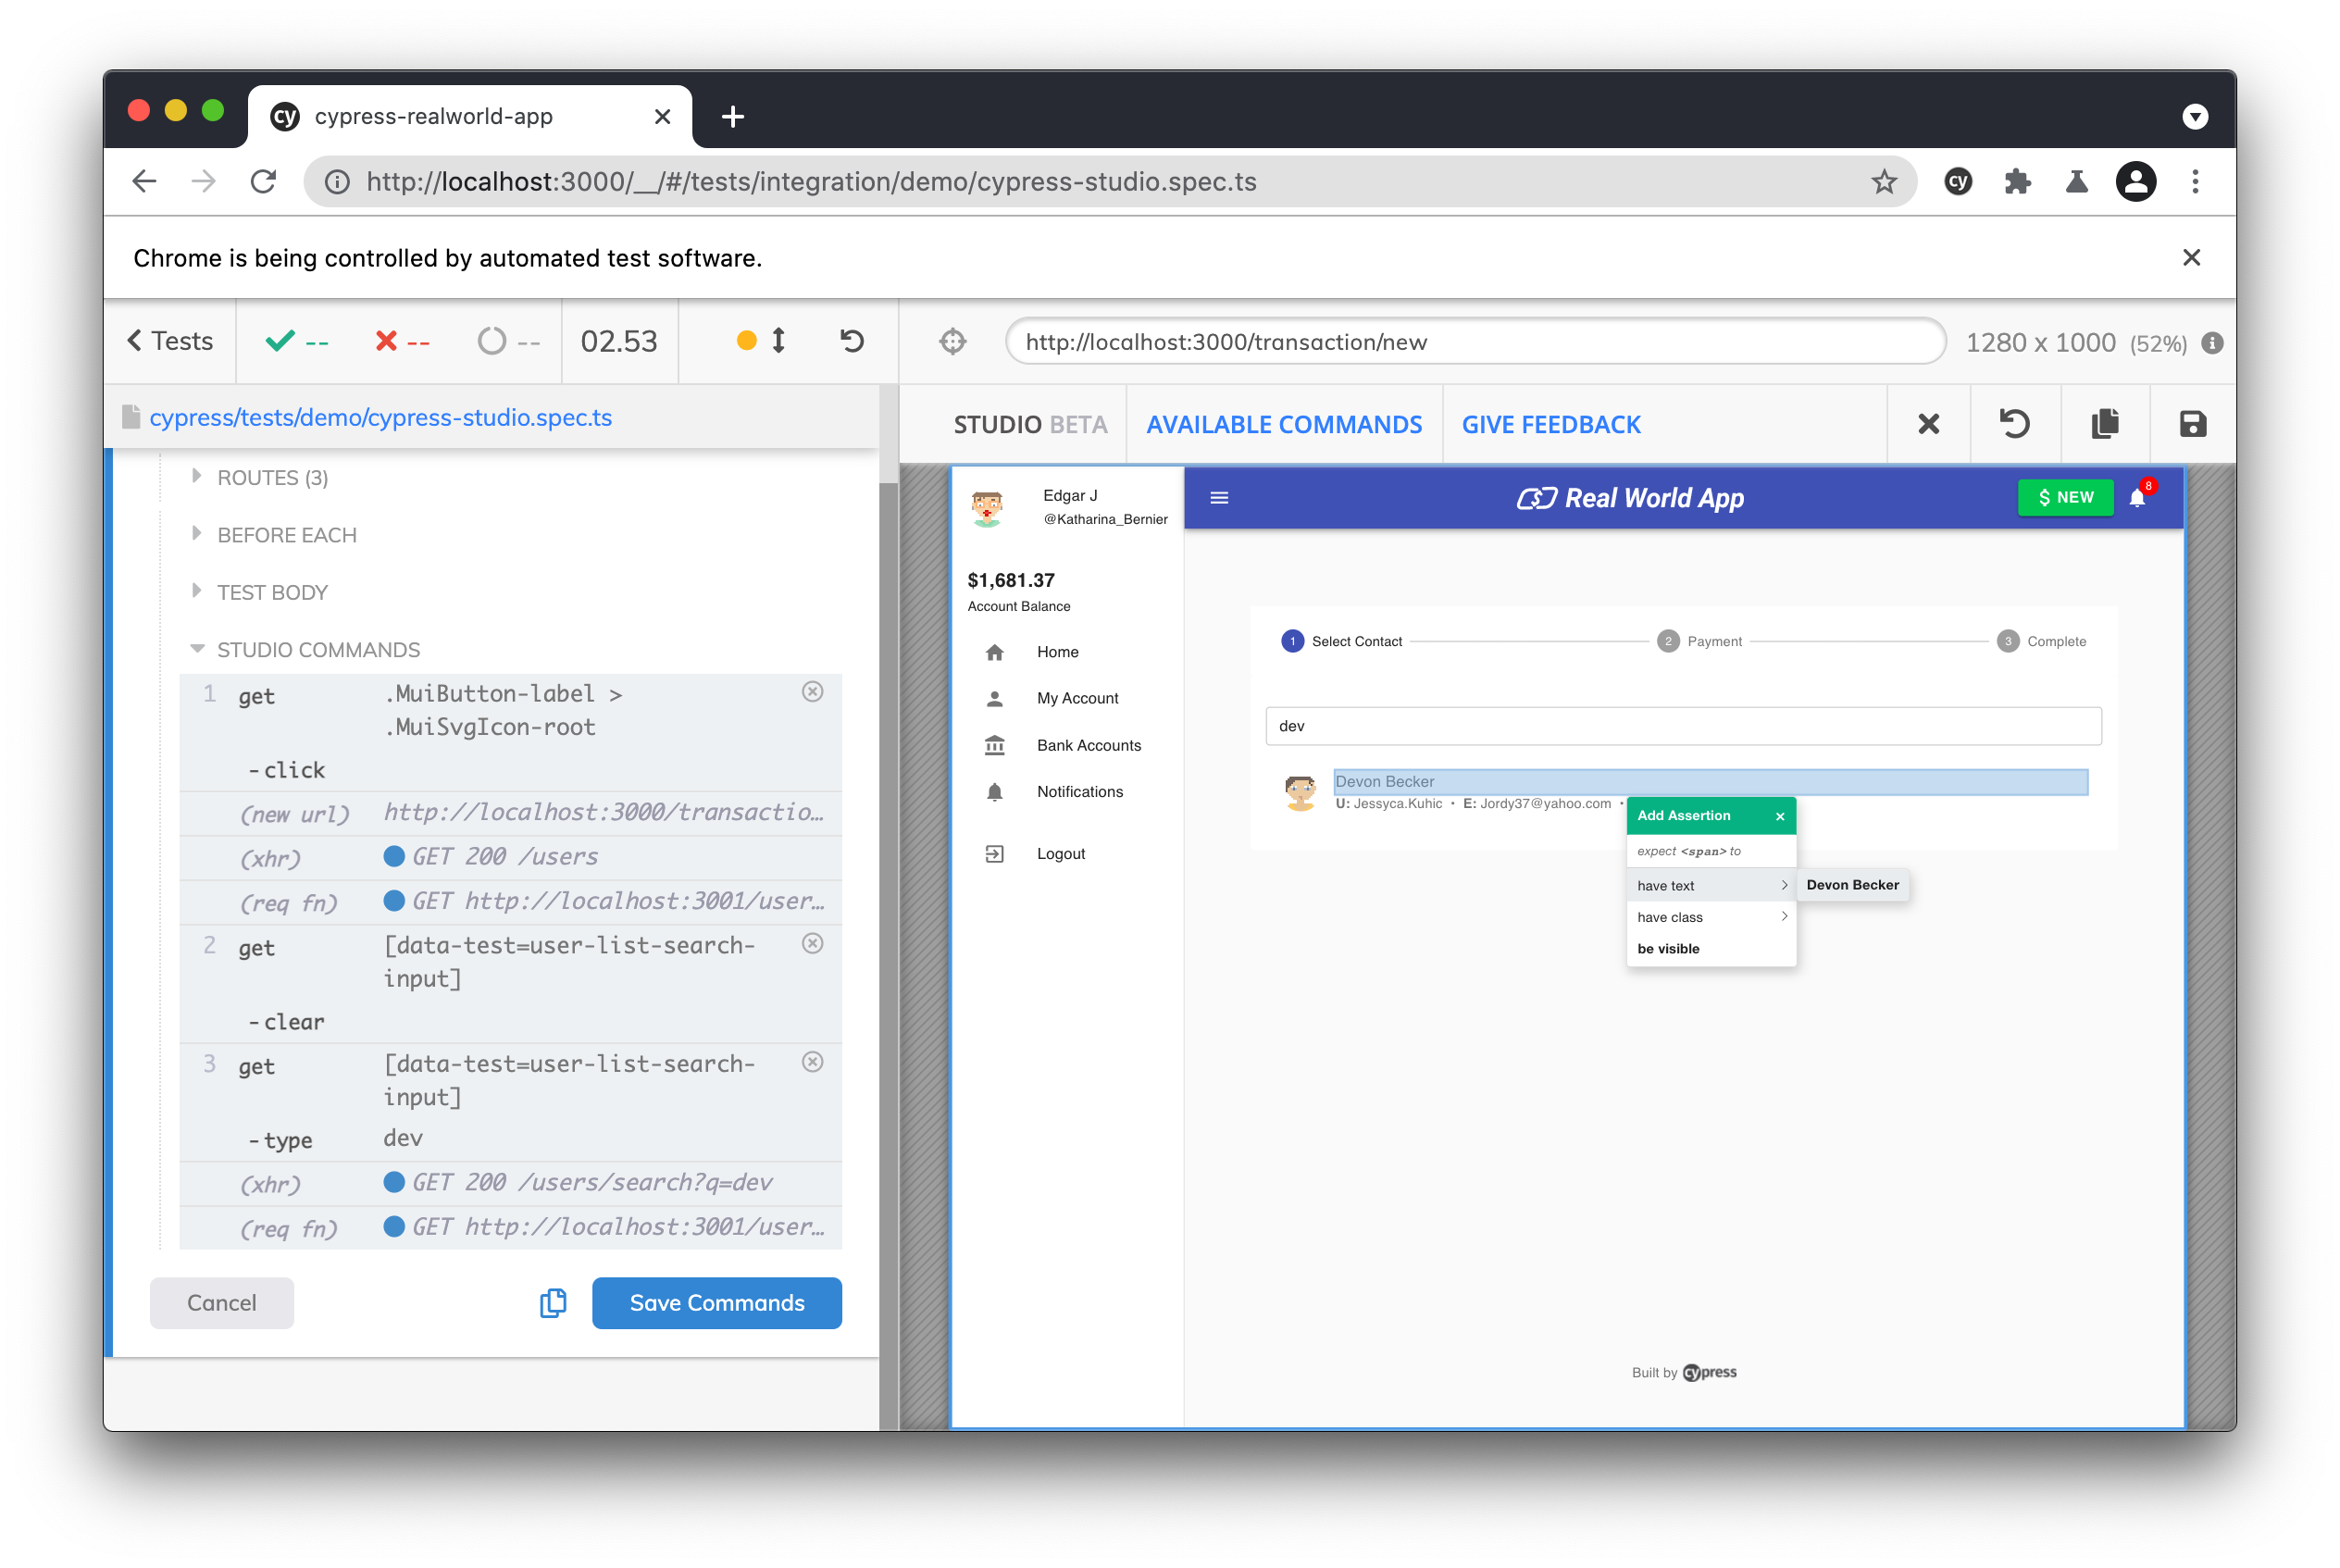 cy cypress-realworld-app
http://localhost:3000/__/#/tests/integration/demo/cypress-studio.spec.ts
cy
Chrome is being controlled by automated test software.
Tests
--
--
--
02.53
http://localhost:3000/transaction/new
1280 x 1000 (52%)
cypress/tests/demo/cypress-studio.spec.ts
STUDIO BETA
AVAILABLE COMMANDS
GIVE FEEDBACK
ROUTES (3)
BEFORE EACH
TEST BODY
STUDIO COMMANDS
1 get .MuiButton-label >
.MuiSvgIcon-root
-click
(new url) http://localhost:3000/transactio...
(xhr) GET 200 /users
(req fn) GET http://localhost:3001/user...
2 get [data-test=user-list-search-
input]
-clear
3 get [data-test=user-list-search-
input]
-type dev
(xhr) GET 200 /users/search?q=dev
(req fn) GET http://localhost:3001/user...
Cancel
Save Commands
Edgar J
@Katharina_Bernier
$1,681.37
Account Balance
Home
My Account
Bank Accounts
Notifications
Logout
Real World App
$ NEW
8
1 Select Contact
2 Payment
3 Complete
dev
Devon Becker
U: Jessyca.Kuhic • E: Jordy37@yahoo.com •
Add Assertion ×
expect <span> to
have text
Devon Becker
have class
be visible
Built by cypress